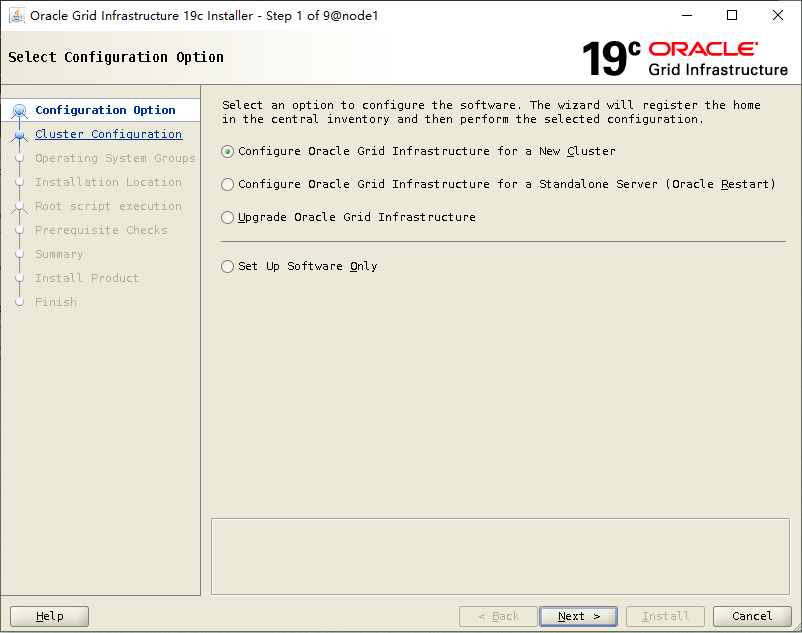 Oracle Grid Infrastructure 19c Installer - Step 1 of 9@node1
Select Configuration Option
19c ORACLE
Grid Infrastructure
Configuration Option
Cluster Configuration
Operating System Groups
Installation Location
Root script execution
Prerequisite Checks
Summary
Install Product
Finish
Select an option to configure the software. The wizard will register the home
in the central inventory and then perform the selected configuration.
Configure Oracle Grid Infrastructure for a New Cluster
Configure Oracle Grid Infrastructure for a Standalone Server (Oracle Restart)
Upgrade Oracle Grid Infrastructure
Set Up Software Only
Help
< Back
Next >
Install
Cancel